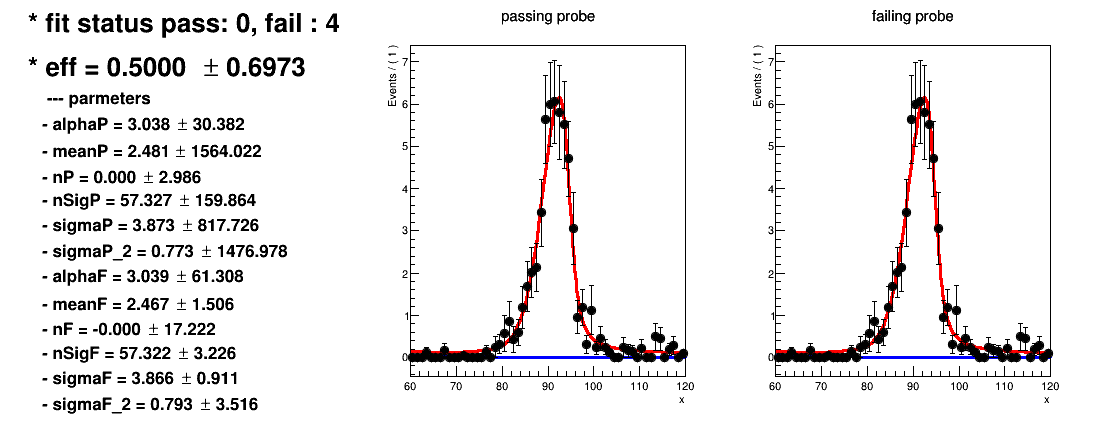 * fit status pass: 0, fail : 4
* eff = 0.5000 ± 0.6973
--- parmeters
- alphaP = 3.038 ± 30.382
- meanP = 2.481 ± 1564.022
- nP = 0.000 ± 2.986
- nSigP = 57.327 ± 159.864
- sigmaP = 3.873 ± 817.726
- sigmaP_2 = 0.773 ± 1476.978
- alphaF = 3.039 ± 61.308
- meanF = 2.467 ± 1.506
- nF = -0.000 ± 17.222
- nSigF = 57.322 ± 3.226
- sigmaF = 3.866 ± 0.911
- sigmaF_2 = 0.793 ± 3.516
passing probe
Events / ( 1 )
7
6
5
4
3
2
1
0
60 70 80 90 100 110 120
x
failing probe
Events / ( 1 )
7
6
5
4
3
2
1
0
60 70 80 90 100 110 120
x